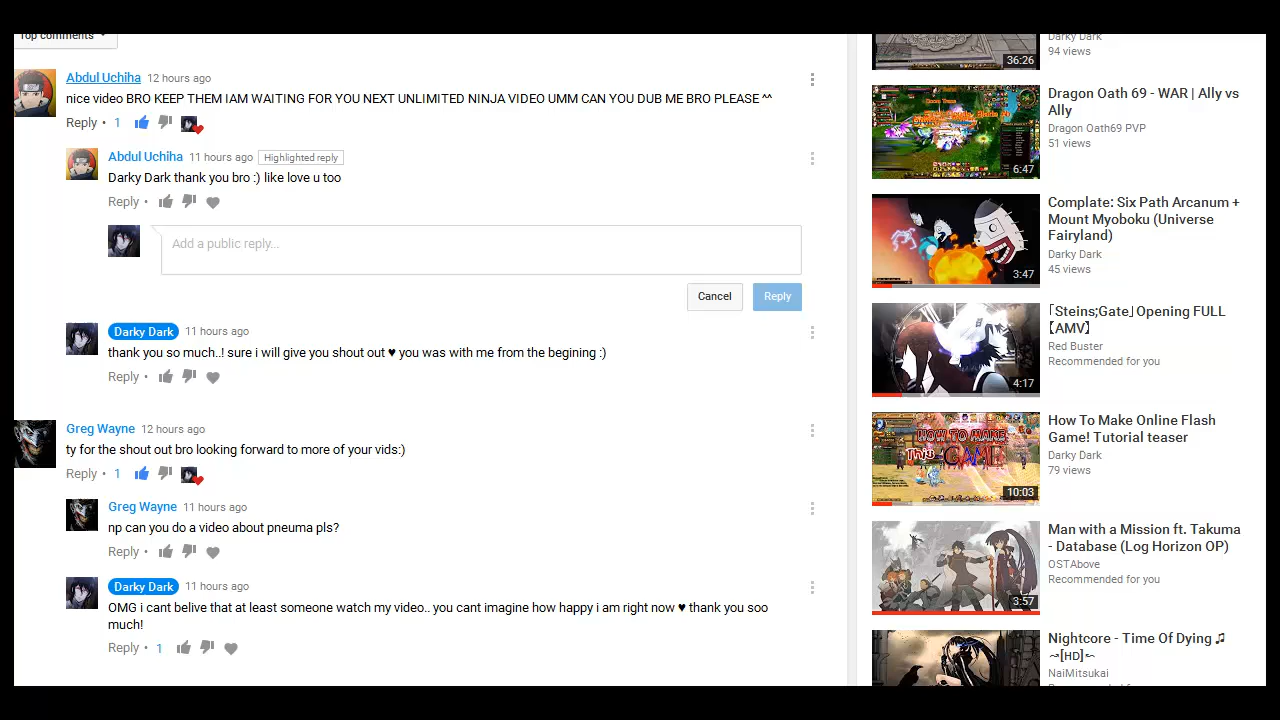 Top comments
Abdul Uchiha 12 hours ago
nice video BRO KEEP THEM IAM WAITING FOR YOU NEXT UNLIMITED NINJA VIDEO UMM CAN YOU DUB ME BRO PLEASE ^^
Reply • 1
Abdul Uchiha 11 hours ago Highlighted reply
Darky Dark thank you bro :) like were u too
Reply •
Add a public reply...
Cancel Reply
Darky Dark 11 hours ago
thank you so much..! sure i will give you shout out ♥ you was with me from the begining :)
Reply •
Greg Wayne 12 hours ago
ty for the shout out bro looking forward to more of your vids:)
Reply • 1
Greg Wayne 11 hours ago
np can you do a video about pneuma pls?
Reply •
Darky Dark 11 hours ago
OMG i cant belive that at least someone watch my video.. you cant imagine how happy i am right now ♥ thank you soo
much!
Reply • 1
Darky Dark
94 views
36:26
Dragon Oath 69 - WAR | Ally vs
Ally
Dragon Oath69 PVP
51 views
6:47
Complate: Six Path Arcanum +
Mount Myoboku (Universe
Fairyland)
Darky Dark
45 views
3:47
「Steins;Gate」Opening FULL
【AMV】
Red Buster
Recommended for you
4:17
How To Make Online Flash
Game! Tutorial teaser
Darky Dark
79 views
HOW TO MAKE
This GAME
10:03
Man with a Mission ft. Takuma
- Database (Log Horizon OP)
OSTAbove
Recommended for you
3:57
Nightcore - Time Of Dying ♫
⤳[HD]⬿
NaiMitsukai